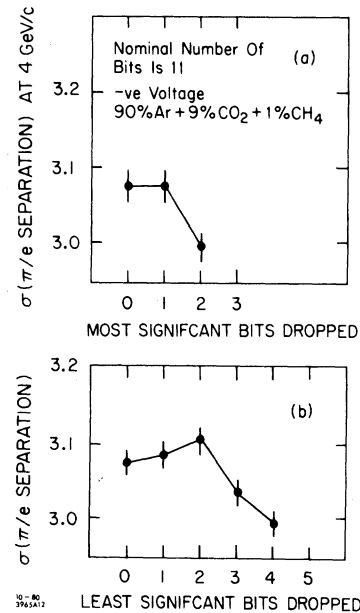 σ(π/e SEPARATION) AT 4 GeV/c
Nominal Number Of
Bits Is 11
(a)
-ve Voltage
90%Ar+9%CO₂+1%CH₄
3.2
3.1
3.0
0 1 2 3
MOST SIGNIFCANT BITS DROPPED
σ(π/e SEPARATION)
3.2
(b)
3.1
3.0
0 1 2 3 4 5
LEAST SIGNIFCANT BITS DROPPED
10-80
3965A12